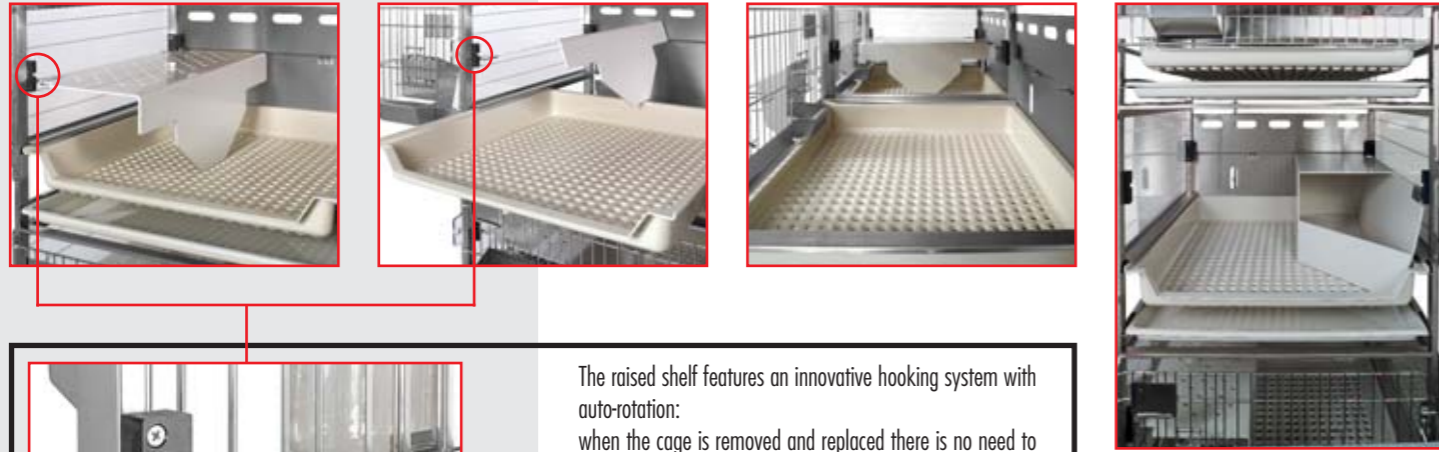 The raised shelf features an innovative hooking system with
auto-rotation:
when the cage is removed and replaced there is no need to